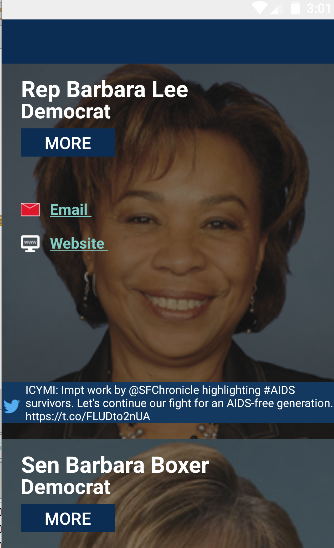 3:01
Rep Barbara Lee
Democrat
MORE
Email
www
Website
ICYMI: Impt work by @SFChronicle highlighting #AIDS
survivors. Let's continue our fight for an AIDS-free generation.
https://t.co/FLUDto2nUA
Sen Barbara Boxer
Democrat
MORE